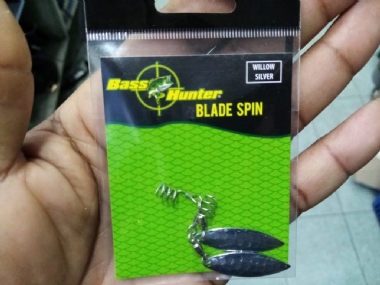 WILLOW
SILVER
Bass
Hunter
BLADE SPIN